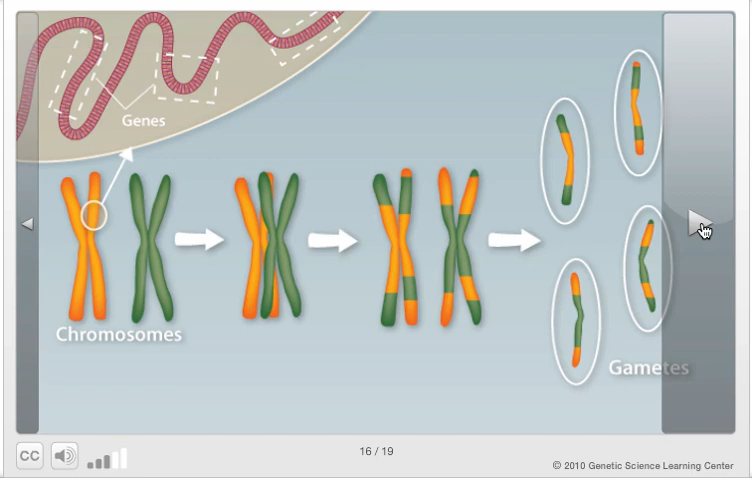 Genes
Chromosomes
Gametes
CC
16 / 19
© 2010 Genetic Science Learning Center